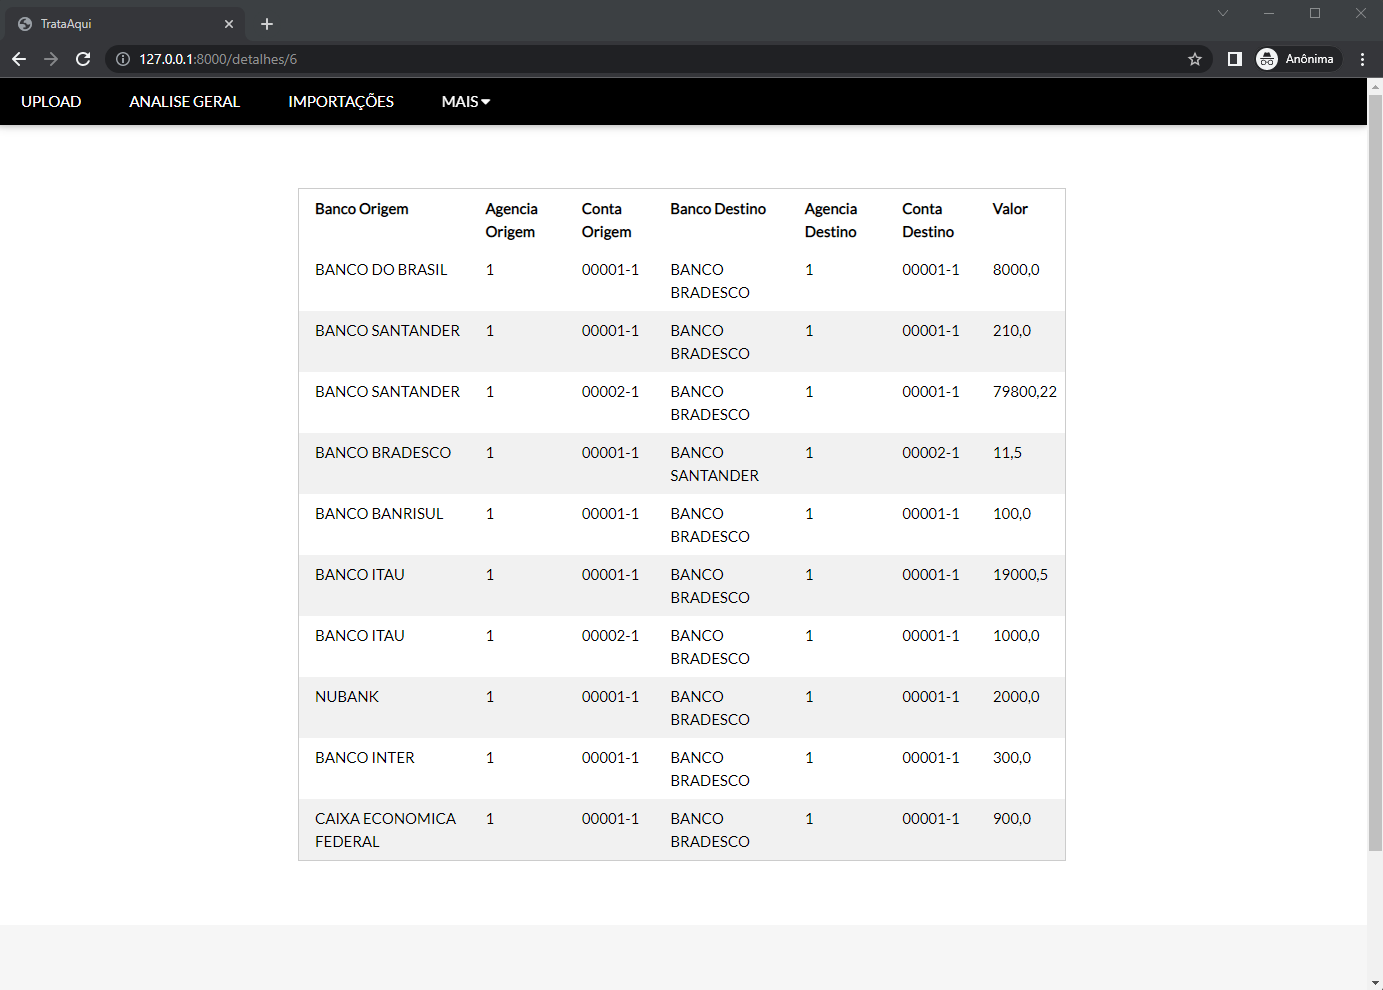 TrataAqui
127.0.0.1:8000/detalhes/6
Anônima
UPLOAD ANALISE GERAL IMPORTAÇÕES MAIS
Banco Origem Agencia Origem Conta Origem Banco Destino Agencia Destino Conta Destino Valor
BANCO DO BRASIL 1 00001-1 BANCO BRADESCO 1 00001-1 8000,0
BANCO SANTANDER 1 00001-1 BANCO BRADESCO 1 00001-1 210,0
BANCO SANTANDER 1 00002-1 BANCO BRADESCO 1 00001-1 79800,22
BANCO BRADESCO 1 00001-1 BANCO SANTANDER 1 00002-1 11,5
BANCO BANRISUL 1 00001-1 BANCO BRADESCO 1 00001-1 100,0
BANCO ITAU 1 00001-1 BANCO BRADESCO 1 00001-1 19000,5
BANCO ITAU 1 00002-1 BANCO BRADESCO 1 00001-1 1000,0
NUBANK 1 00001-1 BANCO BRADESCO 1 00001-1 2000,0
BANCO INTER 1 00001-1 BANCO BRADESCO 1 00001-1 300,0
CAIXA ECONOMICA FEDERAL 1 00001-1 BANCO BRADESCO 1 00001-1 900,0